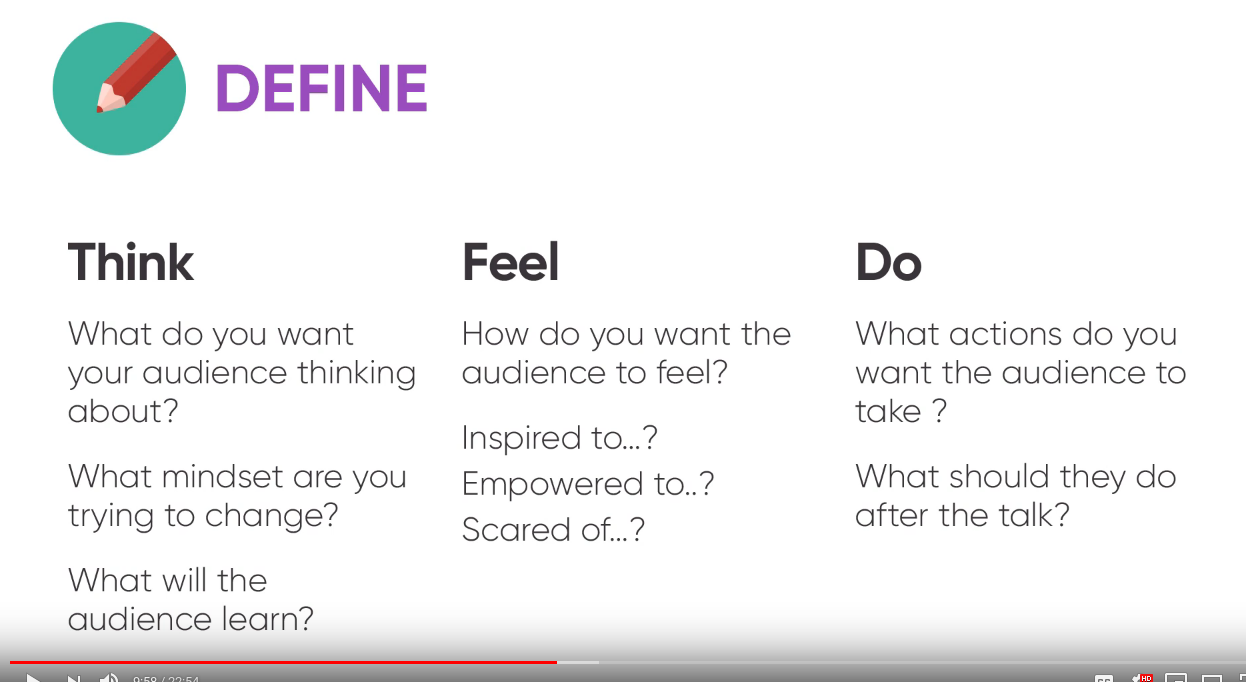 DEFINE
Think
What do you want
your audience thinking
about?
What mindset are you
trying to change?
What will the
audience learn?
Feel
How do you want the
audience to feel?
Inspired to...?
Empowered to..?
Scared of...?
Do
What actions do you
want the audience to
take ?
What should they do
after the talk?
9:58 / 22:54
HD